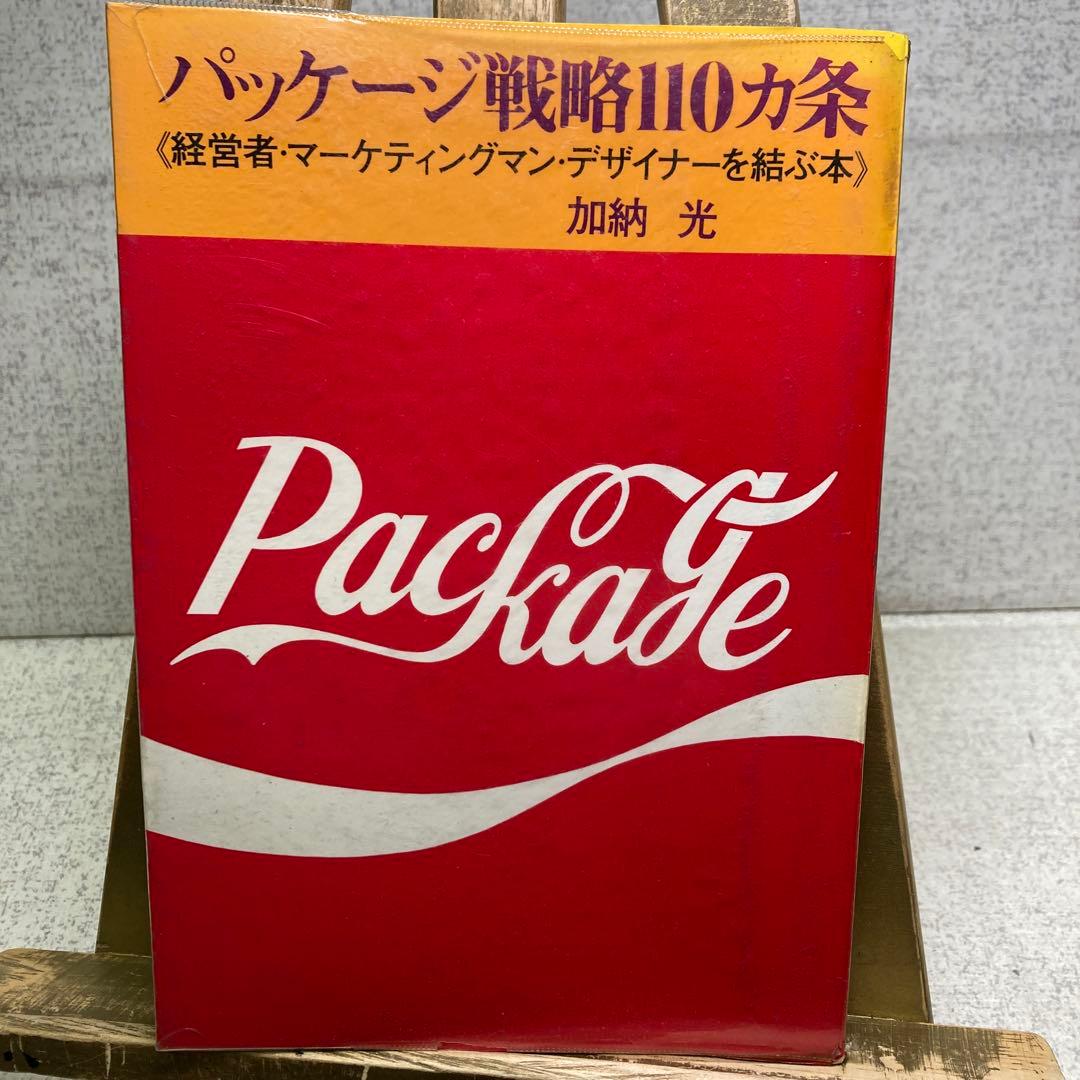 パッケージ戦略110カ条
《経営者・マーケティングマン・デザイナーを結ぶ本》
加納 光
Package